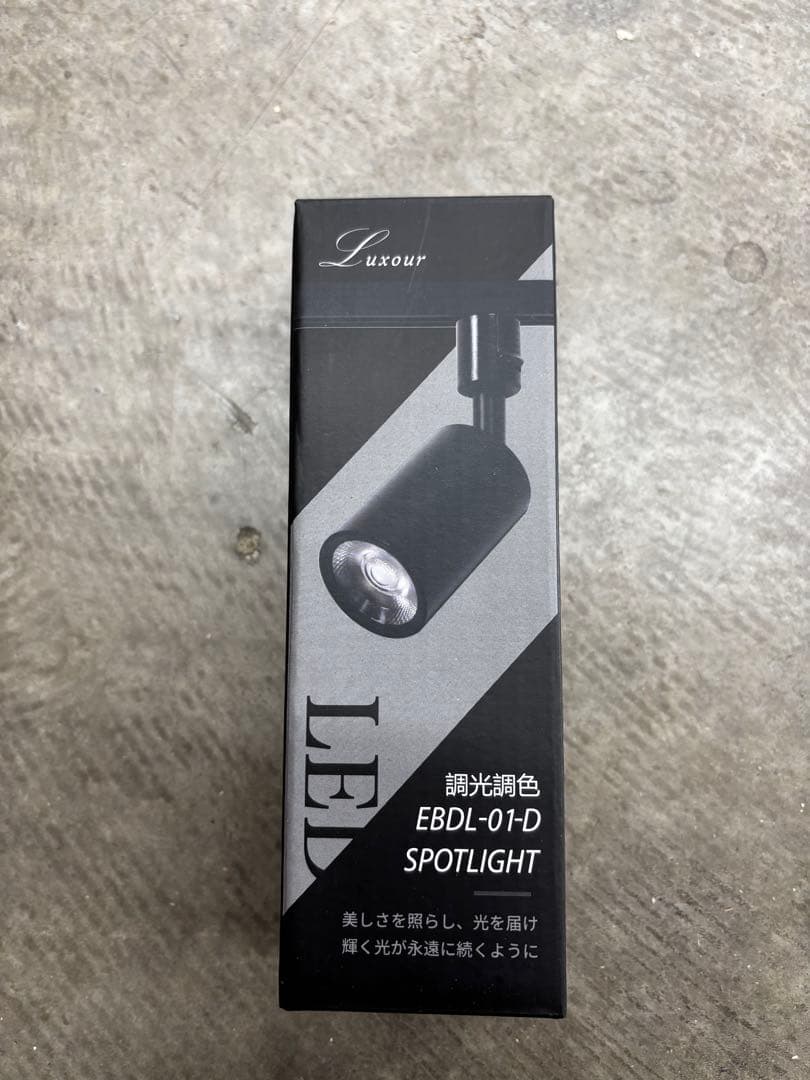 Luxour
LED
調光調色
EBDL-01-D
SPOTLIGHT
美しさを照らし、光を届け
輝く光が永遠に続くように